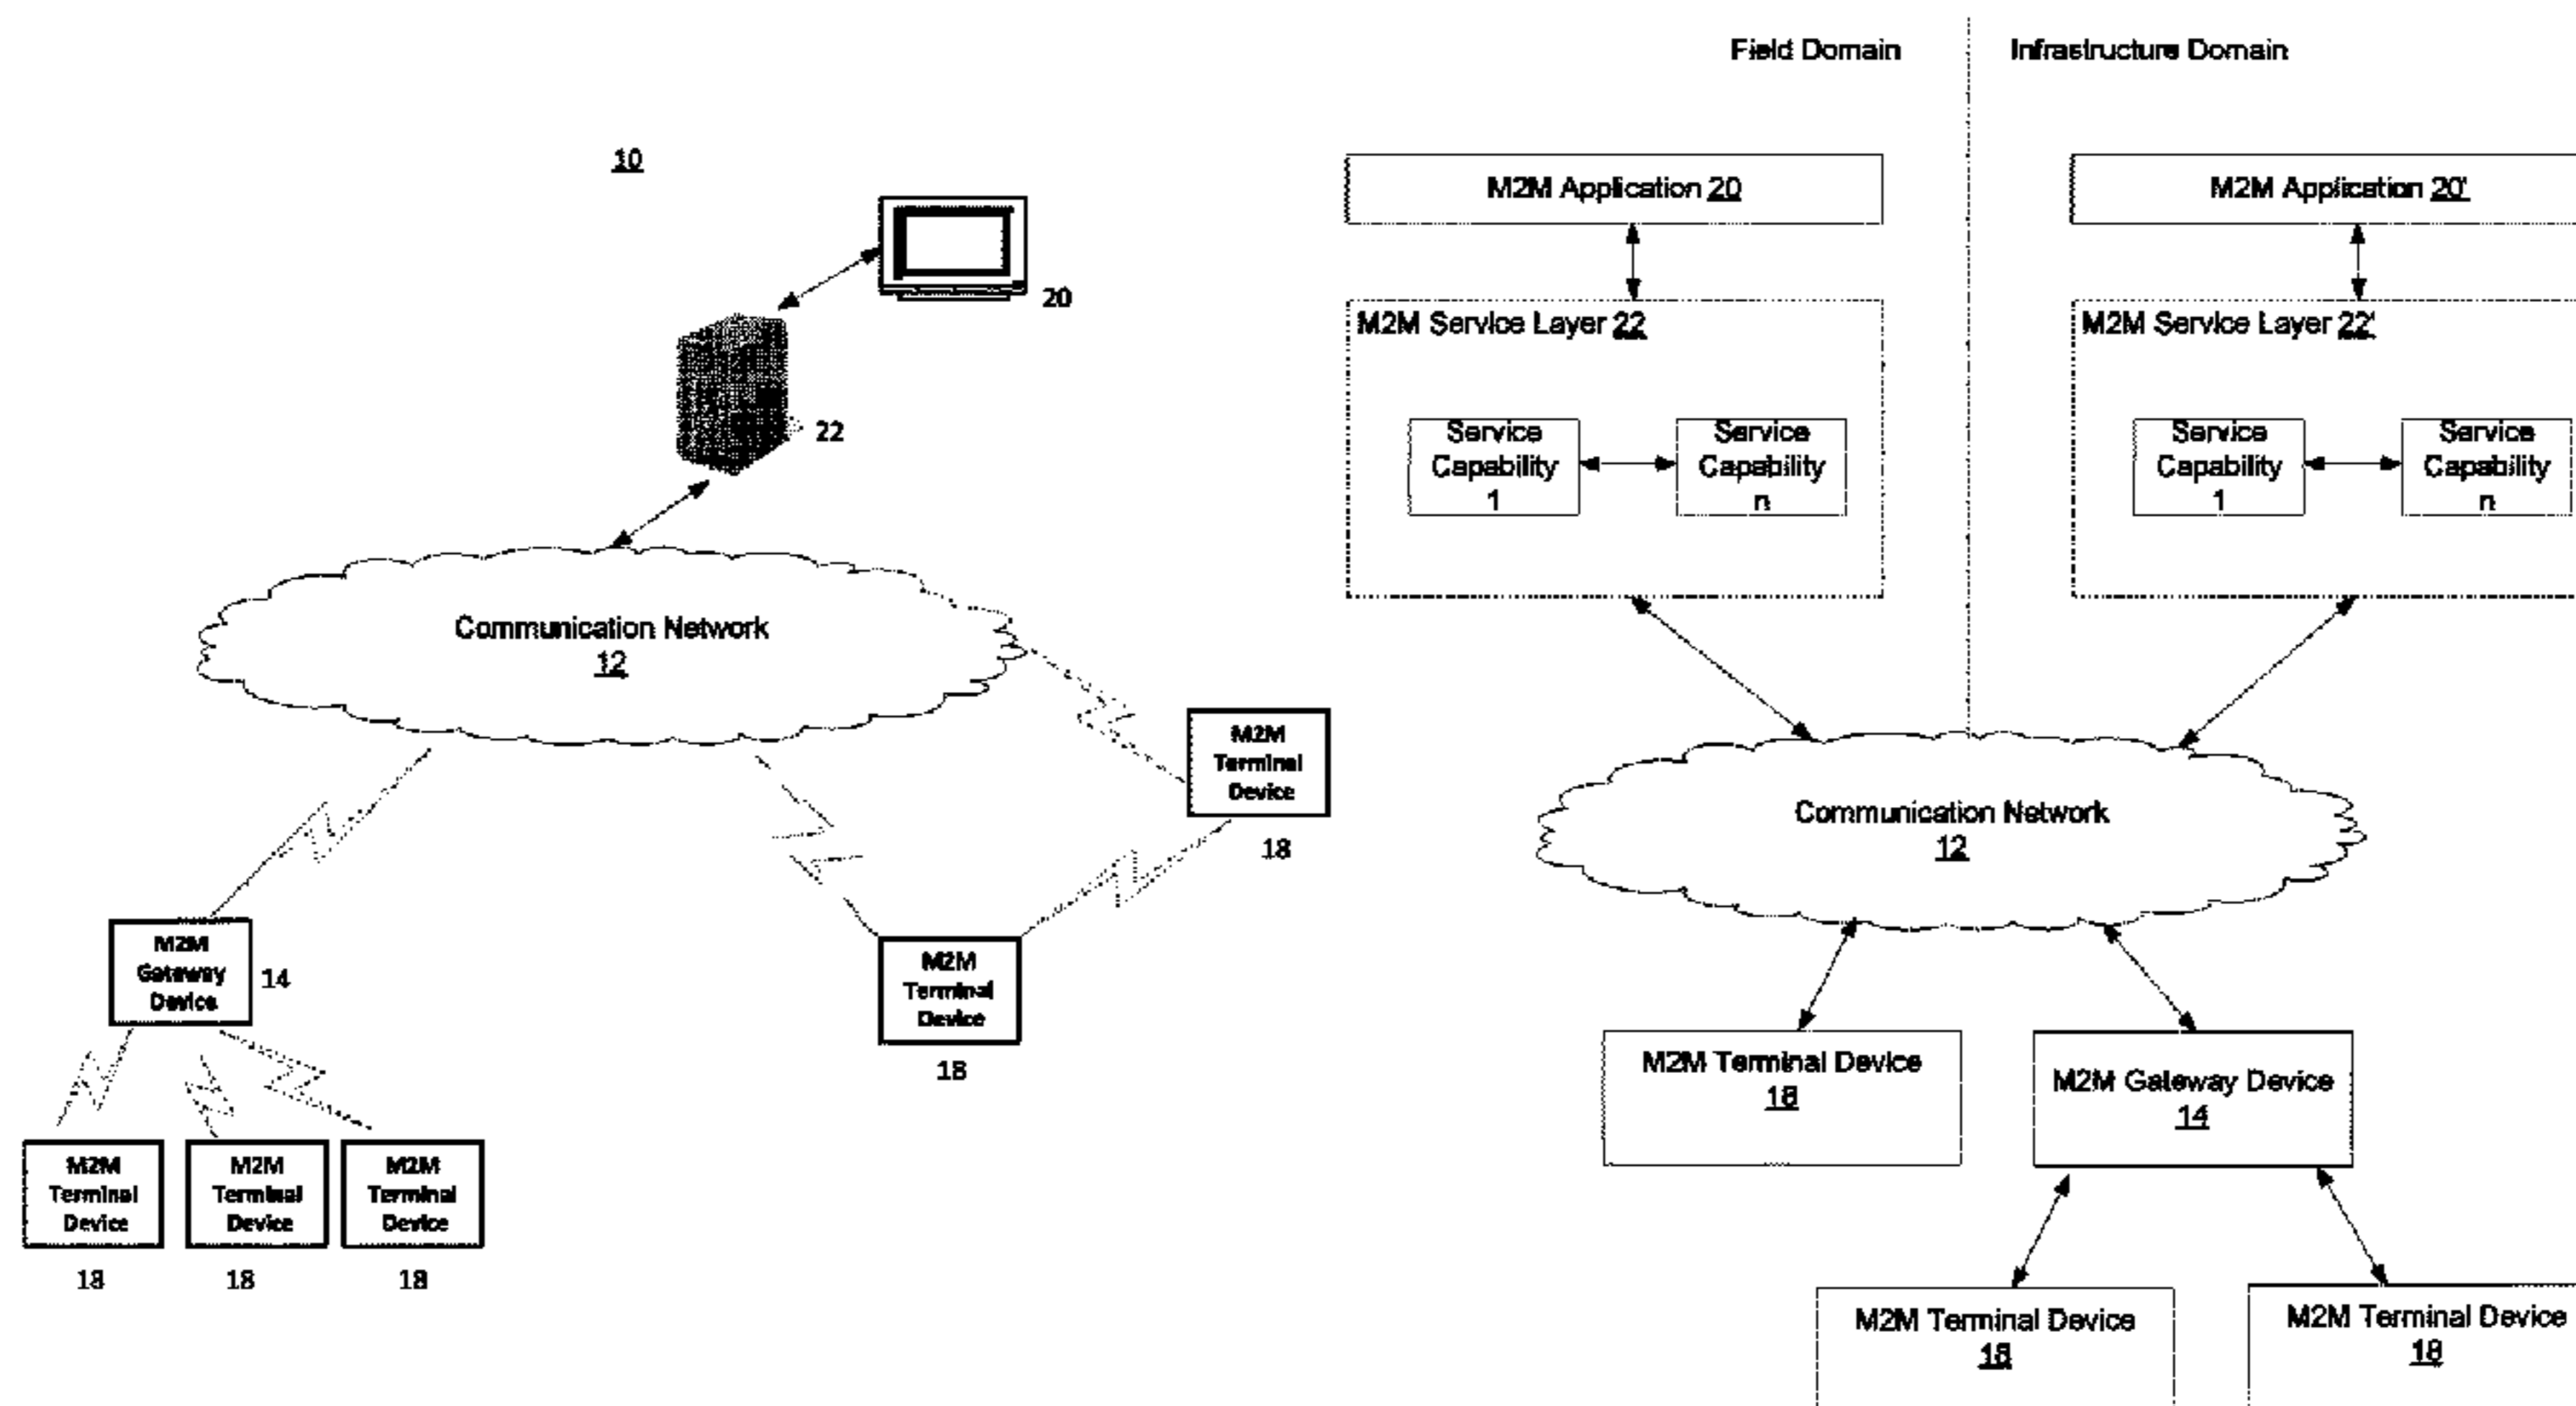 10
20
22
Communication Network
12
M2M
Terminal
Device
18
M2M
Gateway
Device
14
M2M
Terminal
Device
18
M2M
Terminal
Device
18
M2M
Terminal
Device
18
M2M
Terminal
Device
18
Field Domain
Infrastructure Domain
M2M Application 20
M2M Application 20'
M2M Service Layer 22
M2M Service Layer 22'
Service
Capability
1
Service
Capability
n
Service
Capability
1
Service
Capability
n
Communication Network
12
M2M Terminal Device
18
M2M Gateway Device
14
M2M Terminal Device
18
M2M Terminal Device
18